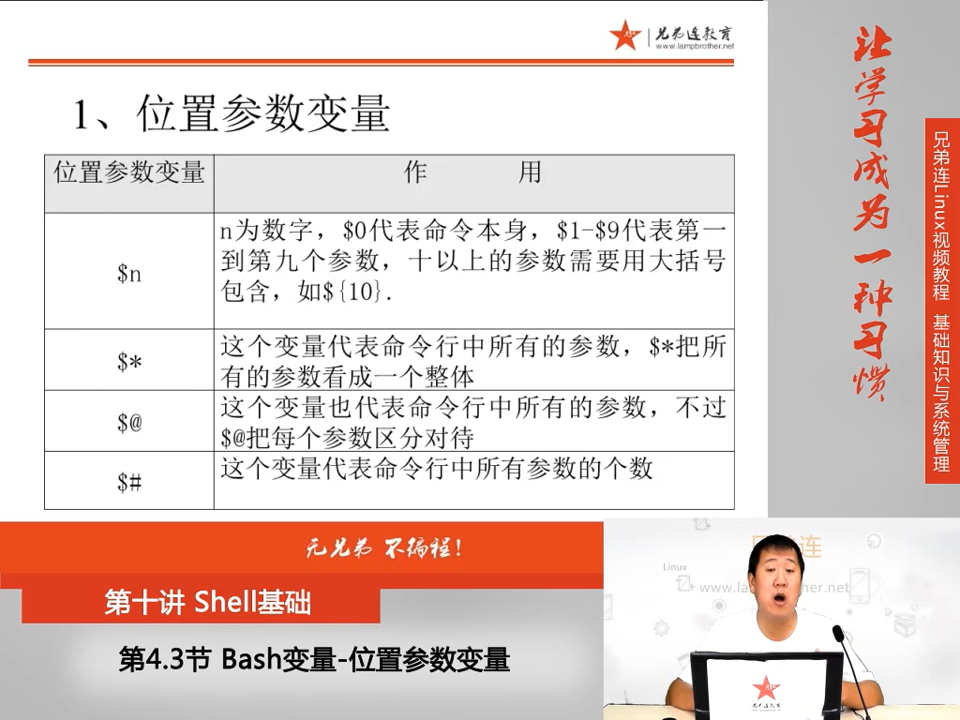 兄弟连教育
www.lampbrother.net
1、位置参数变量
位置参数变量 作 用
$n
n为数字，$0代表命令本身，$1-$9代表第一
到第九个参数，十以上的参数需要用大括号
包含，如${10}.
$*
这个变量代表命令行中所有的参数，$*把所
有的参数看成一个整体
$@
这个变量也代表命令行中所有的参数，不过
$@把每个参数区分对待
$#
这个变量代表命令行中所有参数的个数
让学习成为一种习惯
兄弟连Linux视频教程 基础知识与系统管理
无兄弟 不编程！
第十讲 Shell基础
第4.3节 Bash变量-位置参数变量
Linux
兄弟连教育